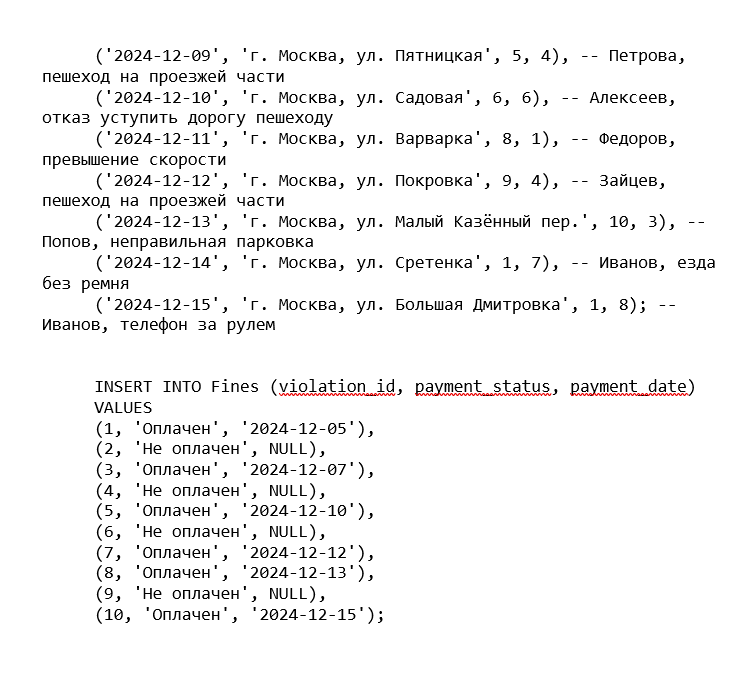 ('2024-12-09', 'г. Москва, ул. Пятницкая', 5, 4), -- Петрова,
пешеход на проезжей части
('2024-12-10', 'г. Москва, ул. Садовая', 6, 6), -- Алексеев,
отказ уступить дорогу пешеходу
('2024-12-11', 'г. Москва, ул. Варварка', 8, 1), -- Федоров,
превышение скорости
('2024-12-12', 'г. Москва, ул. Покровка', 9, 4), -- Зайцев,
пешеход на проезжей части
('2024-12-13', 'г. Москва, ул. Малый Казённый пер.', 10, 3), --
Попов, неправильная парковка
('2024-12-14', 'г. Москва, ул. Сретенка', 1, 7), -- Иванов, езда
без ремня
('2024-12-15', 'г. Москва, ул. Большая Дмитровка', 1, 8); --
Иванов, телефон за рулем
INSERT INTO Fines (violation_id, payment_status, payment_date)
VALUES
(1, 'Оплачен', '2024-12-05'),
(2, 'Не оплачен', NULL),
(3, 'Оплачен', '2024-12-07'),
(4, 'Не оплачен', NULL),
(5, 'Оплачен', '2024-12-10'),
(6, 'Не оплачен', NULL),
(7, 'Оплачен', '2024-12-12'),
(8, 'Оплачен', '2024-12-13'),
(9, 'Не оплачен', NULL),
(10, 'Оплачен', '2024-12-15');